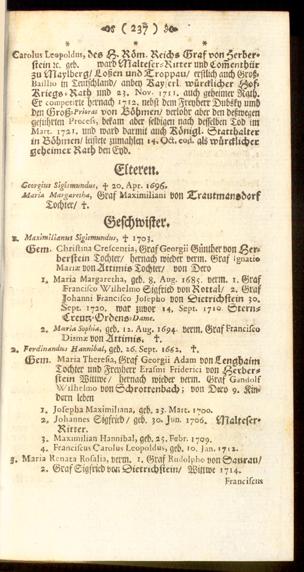 (237)
* * *
Carolus Leopoldus, des H. Röm. Reichs Graf von Herber-
stein ꝛc. geb. ward Malteser-Ritter und Comenthür
zu Maylberg/ Loßen und Troppau/ erstlich auch Groß-
Baillio in Teutschland/ anbey Kayserl. würcklicher Hof-
Kriegs-Rath und 23. Nov. 1711. auch geheimer Rath.
Er competirte hernach 1712. nebst dem Freyherr Dubsky und
den Groß-Prioras von Böhmen/ verlohr aber den deßwegen
geführten Process, bekam aber selbigen nach dessen Tod im
Mart. 1721. und ward darmit auch Königl. Statthalter
in Böhmen/ leistete zumahlen 14. Oct. eod. als würcklicher
geheimer Rath den Eyd.
Elteren.
Georgius Sigismundus, † 20. Apr. 1696.
Maria Margaretha, Graf Maximiliani von Trautmansdorf
Tochter/ †.
Geschwister.
1. Maximilianus Sigismundus, † 1703.
Gem. Christina Crescentia, Graf Georgii Günther von Her-
berstein Tochter/ hernach wieder verm. Graf Ignatio
Mariæ von Attimis Tochter/ von Dero
1. Maria Margaretha, geb. 8. Aug. 1685. verm. 1. Graf
Francisco Wilhelmo Sigfried von Rottal/ 2. Graf
Johanni Francisco Josepho von Dietrichstein 30.
Sept. 1720. war zuvor 14. Sept. 1710 Stern-
Creutz-Ordens-Dame.
2. Maria Sophia, geb. 12. Aug. 1694. verm. Graf Francisco
Dismæ von Attimis. †
2. Ferdinandus Hannibal, geb. 26. Sept. 1662. †
Gem. Maria Theresa, Graf Georgii Adam von Lengheim
Tochter und Freyherr Erasmi Friderici von Herber-
stein Wittwe/ hernach wieder verm. Graf Gandolf
Wilhelmo von Schrottenbach; von Dero 9. Kin-
dern leben
1. Josepha Maximiliana, geb. 23. Mart. 1700.
2. Johannes Sigfried/ geb. 30. Jun. 1706. Malteser-
Ritter.
3. Maximilian Hannibal, geb. 25. Febr. 1709.
4. Franciscus Carolus Leopoldus, geb. 10. Jan. 1712.
3. Maria Renata Rosalia, verm. 1. Graf Rudolpho von Saurau/
2. Graf Sigfried von Dietrichstein/ Wittwe 1714.
Franciscus